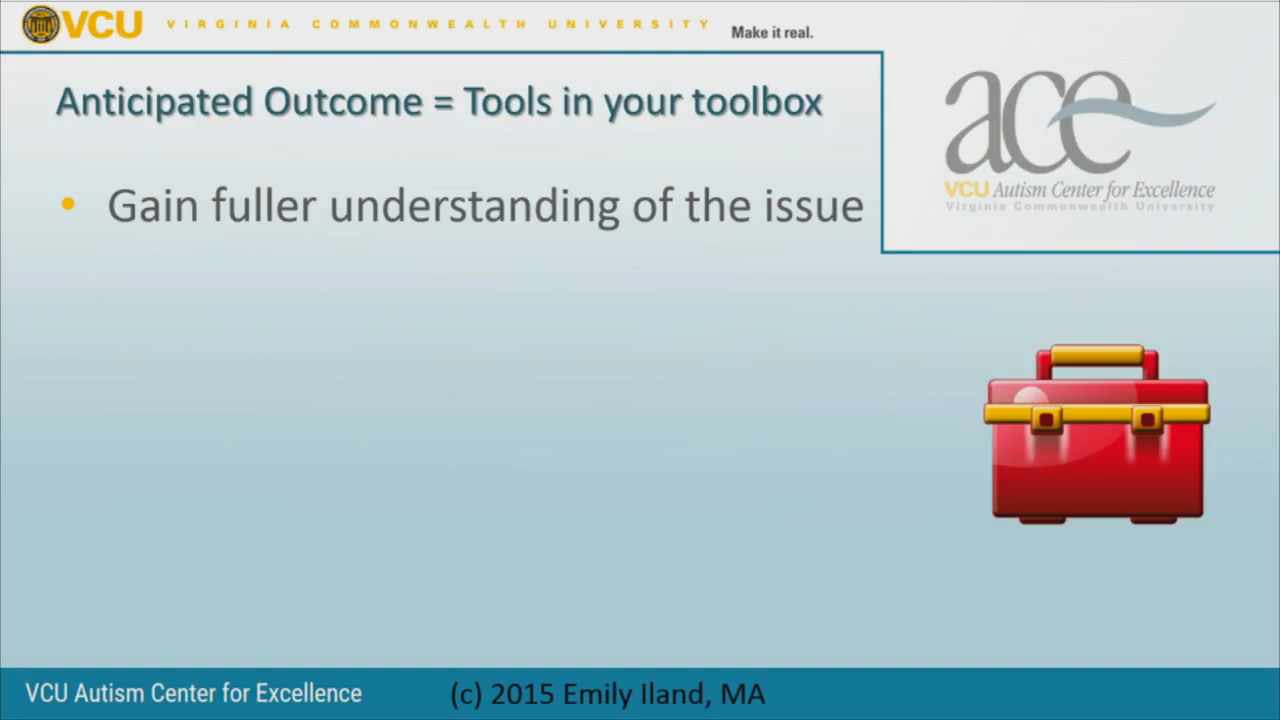 VCU VIRGINIA COMMONWEALTH UNIVERSITY Make it real.
Anticipated Outcome = Tools in your toolbox
• Gain fuller understanding of the issue
ace
VCU Autism Center for Excellence
Virginia Commonwealth University
VCU Autism Center for Excellence (c) 2015 Emily Iland, MA